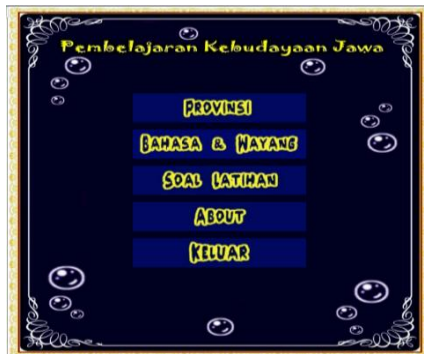 Pembelajaran Kebudayaan Jawa
PROVINSI
BAHASA & WAYANG
SOAL LATIHAN
ABOUT
KELUAR